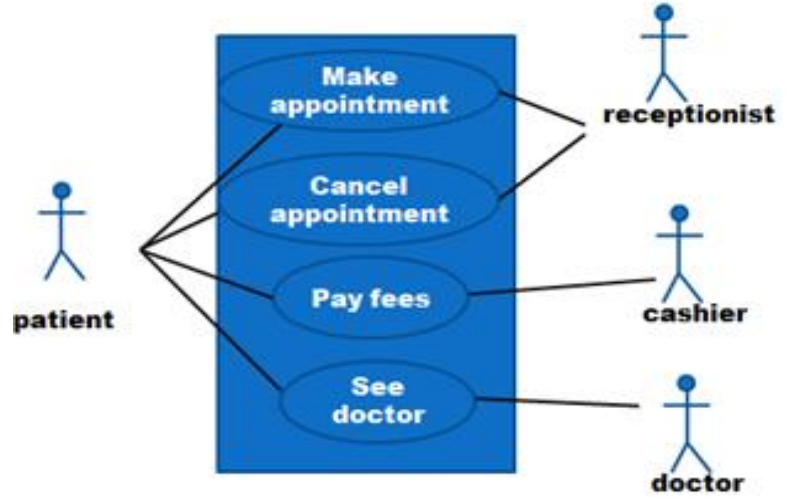 Make
appointment
receptionist
Cancel
appointment
patient
Pay fees
cashier
See
doctor
doctor